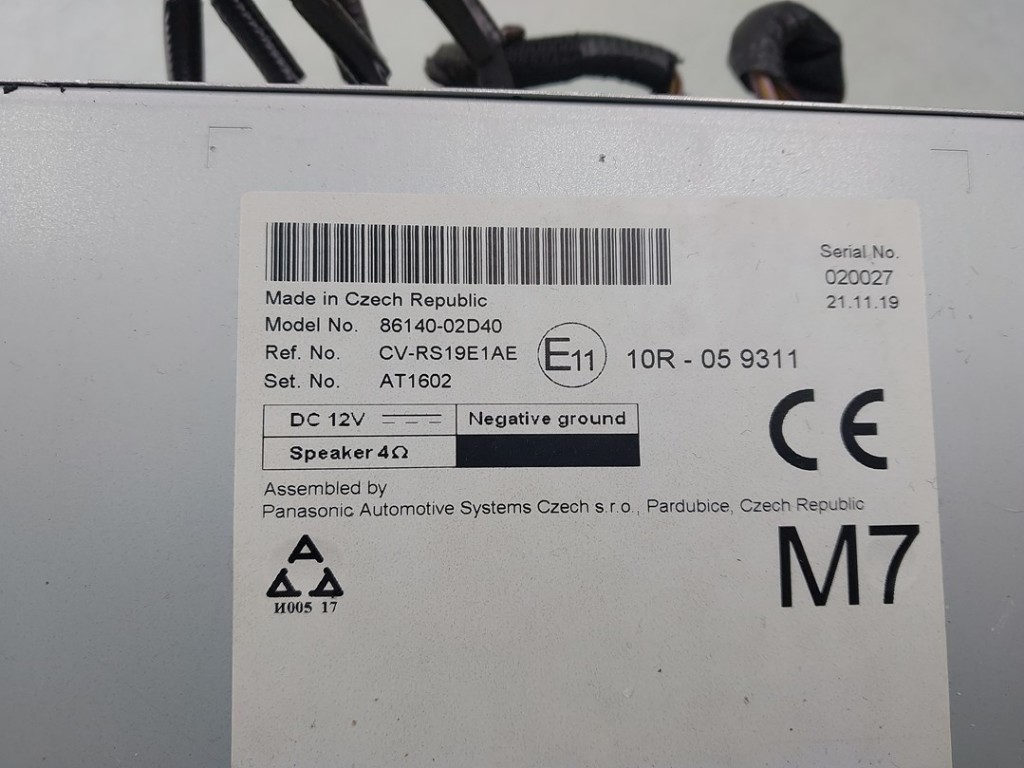 Serial No.
020027
21.11.19
Made in Czech Republic
Model No. 86140-02D40
Ref. No. CV-RS19E1AE
Set. No. AT1602
E11 10R - 05 9311
DC 12V Negative ground
Speaker 4Ω
CE
Assembled by
Panasonic Automotive Systems Czech s.r.o., Pardubice, Czech Republic
M7
И005 17